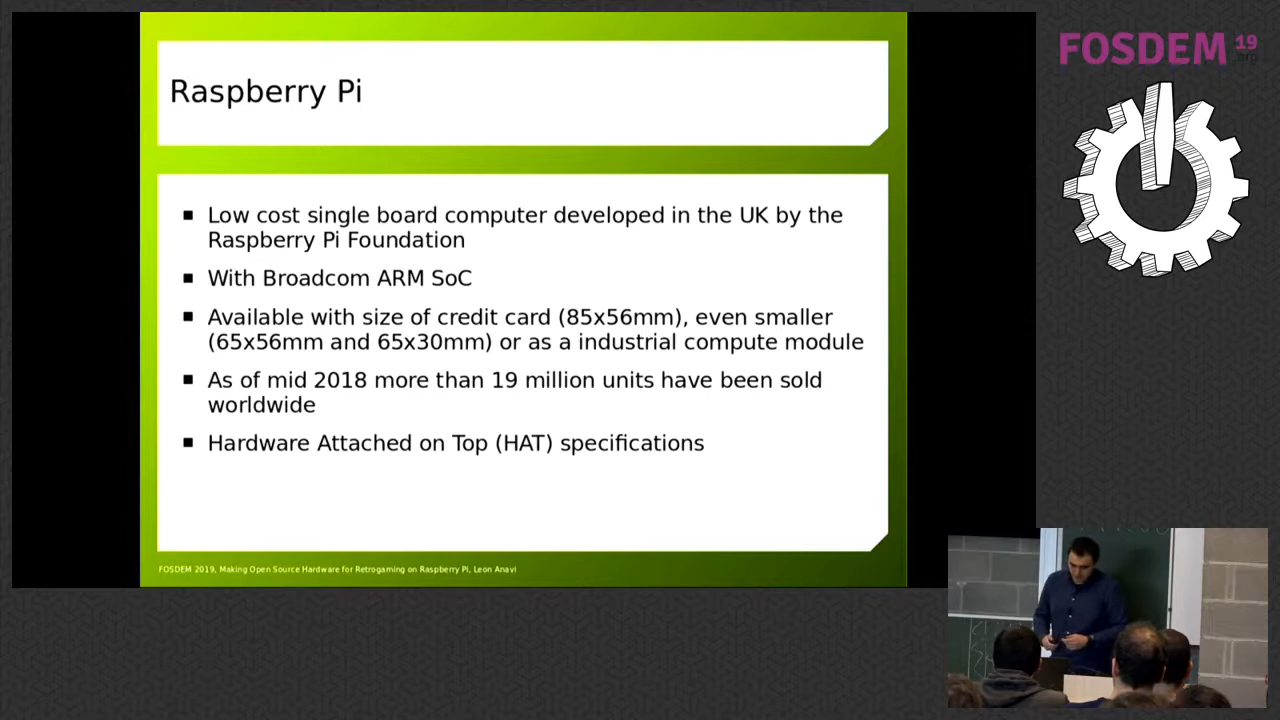 Raspberry Pi
Low cost single board computer developed in the UK by the
Raspberry Pi Foundation
With Broadcom ARM SoC
Available with size of credit card (85x56mm), even smaller
(65x56mm and 65x30mm) or as a industrial compute module
As of mid 2018 more than 19 million units have been sold
worldwide
Hardware Attached on Top (HAT) specifications
FOSDEM 2019, Making Open Source Hardware for Retrogaming on Raspberry Pi, Leon Anavi
FOSDEM 19
.org